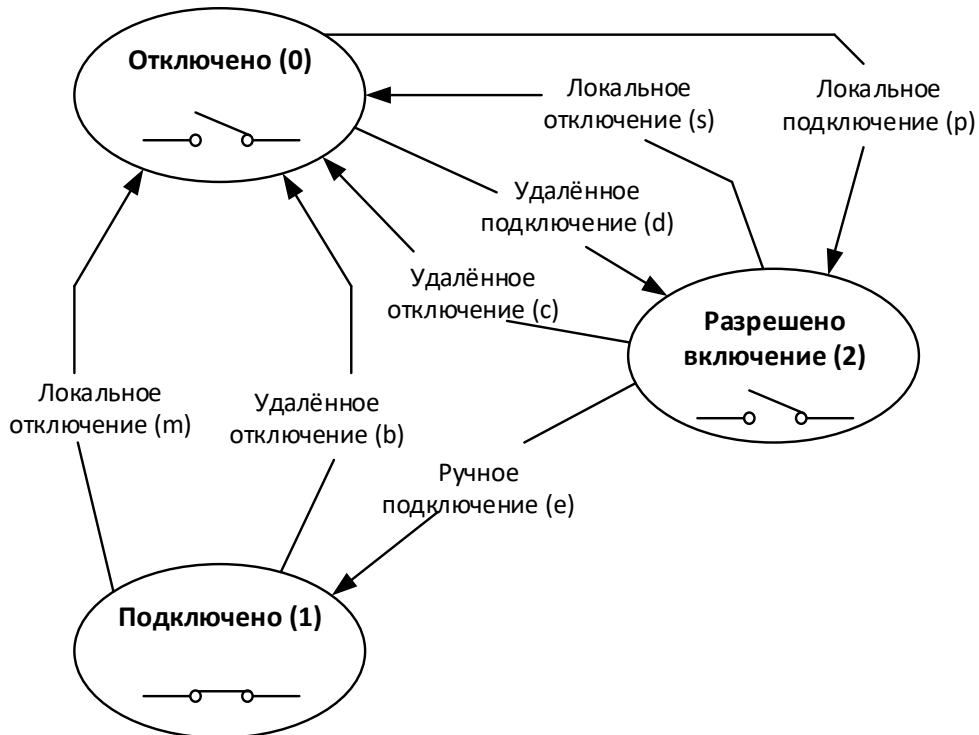 Отключено (0)
Локальное
отключение (s)
Локальное
подключение (p)
Удалённое
подключение (d)
Удалённое
отключение (c)
Разрешено
включение (2)
Локальное
отключение (m)
Удалённое
отключение (b)
Ручное
подключение (e)
Подключено (1)